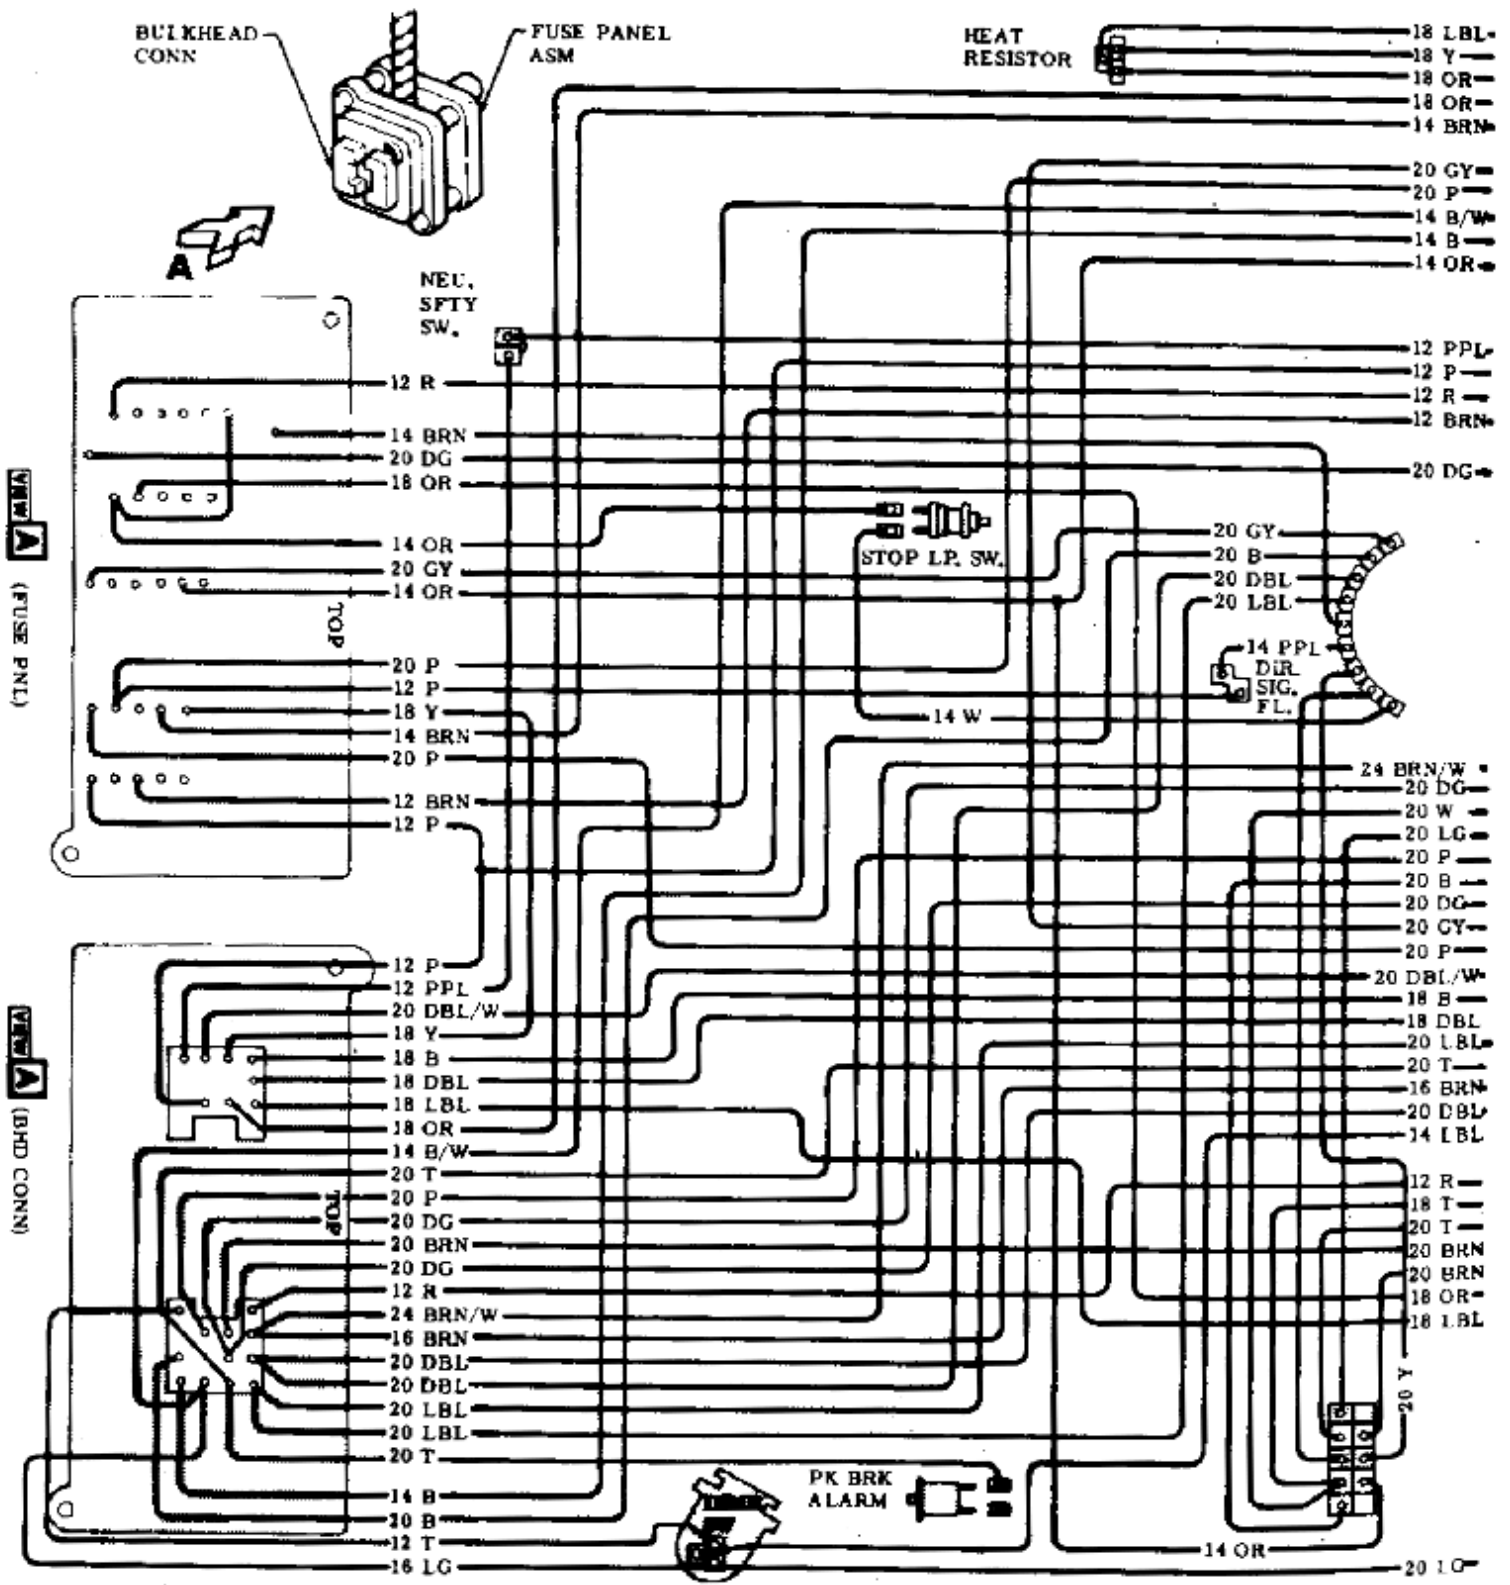 BULKHEAD
CONN
FUSE PANEL
ASM
HEAT
RESISTOR
18 LBL
18 Y
18 OR
18 OR
14 BRN
20 GY
20 P
14 B/W
14 B
14 OR
A
NEU.
SFTY
SW.
12 PPL
12 P
12 R
12 BRN
20 DG
12 R
14 BRN
20 DG
18 OR
14 OR
20 GY
14 OR
STOP LP. SW.
20 GY
20 B
20 DBL
20 LBL
14 PPL
DIR.
SIG.
FL.
VIEW A
(FUSE PNL)
TOP
20 P
12 P
18 Y
14 BRN
20 P
12 BRN
12 P
14 W
24 BRN/W
20 DG
20 W
20 LG
20 P
20 B
20 DG
20 GY
20 P
20 DBL/W
18 B
18 DBL
20 LBL
20 T
16 BRN
20 DBL
14 LBL
12 R
18 T
20 T
20 BRN
20 BRN
18 OR
18 LBL
VIEW A
(BHD CONN)
TOP
12 P
12 PPL
20 DBL/W
18 Y
18 B
18 DBL
18 LBL
18 OR
14 B/W
20 T
20 P
20 DG
20 BRN
20 DG
12 R
24 BRN/W
16 BRN
20 DBL
20 DBL
20 LBL
20 LBL
20 T
14 B
20 B
12 T
16 LG
PK BRK
ALARM
20 Y
14 OR
20 LG